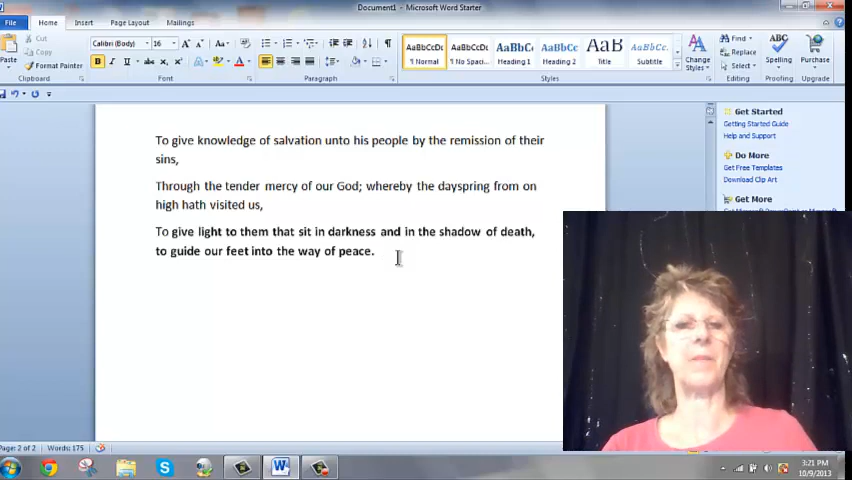 Document1 - Microsoft Word Starter
File Home Insert Page Layout Mailings
Paste Cut Copy Format Painter
Calibri (Body) 16
AaBbCcDc AaBbCcDc AaBbC AaBbCc AaB AaBbCc.
¶ Normal ¶ No Spaci... Heading 1 Heading 2 Title Subtitle
Change Styles
Find Replace Select
Spelling Purchase
Clipboard Font Paragraph Styles Editing Proofing Upgrade
To give knowledge of salvation unto his people by the remission of their
sins,
Through the tender mercy of our God; whereby the dayspring from on
high hath visited us,
To give light to them that sit in darkness and in the shadow of death,
to guide our feet into the way of peace.
Get Started
Getting Started Guide
Help and Support
Do More
Get Free Templates
Download Clip Art
Get More
Page: 2 of 2 Words: 175
3:21 PM
10/9/2013